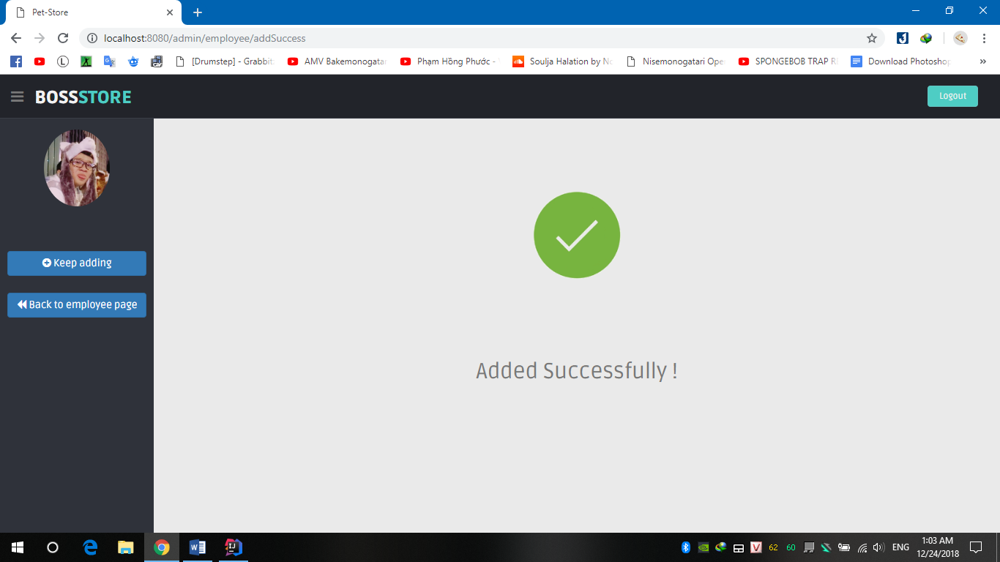 Pet-Store
localhost:8080/admin/employee/addSuccess
[Drumstep] - Grabbit
AMV Bakemonogatar
Phạm Hồng Phước -
Soulja Halation by No
Nisemonogatari Ope
SPONGEBOB TRAP R
Download Photoshop
»
BOSSSTORE
Logout
Keep adding
Back to employee page
Added Successfully !
62
60
ENG
1:03 AM
12/24/2018